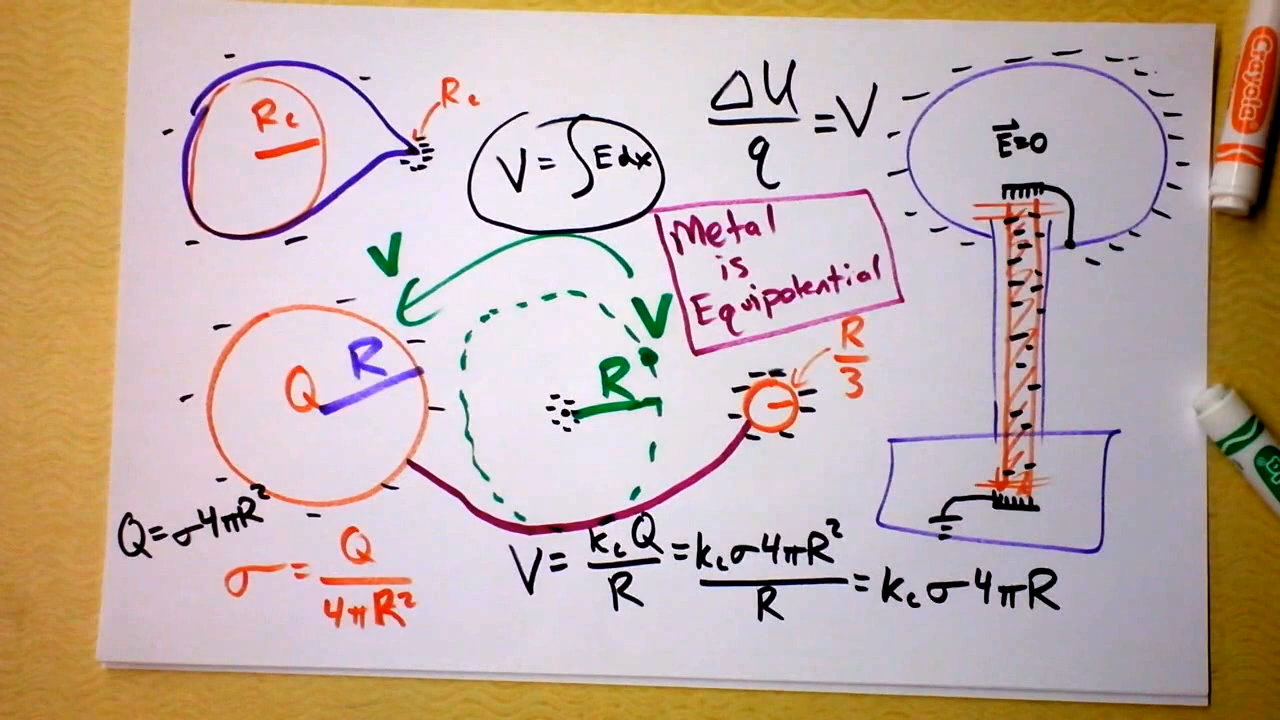 Rc
Rc
V = ∫E dx
ΔU/q = V
E⃗=0
Metal
is
Equipotential
V
V
R
Q
R
R/3
Q = σ4πR²
σ = Q/4πR²
V = kcQ/R = kcσ4πR²/R = kcσ4πR
Crayola